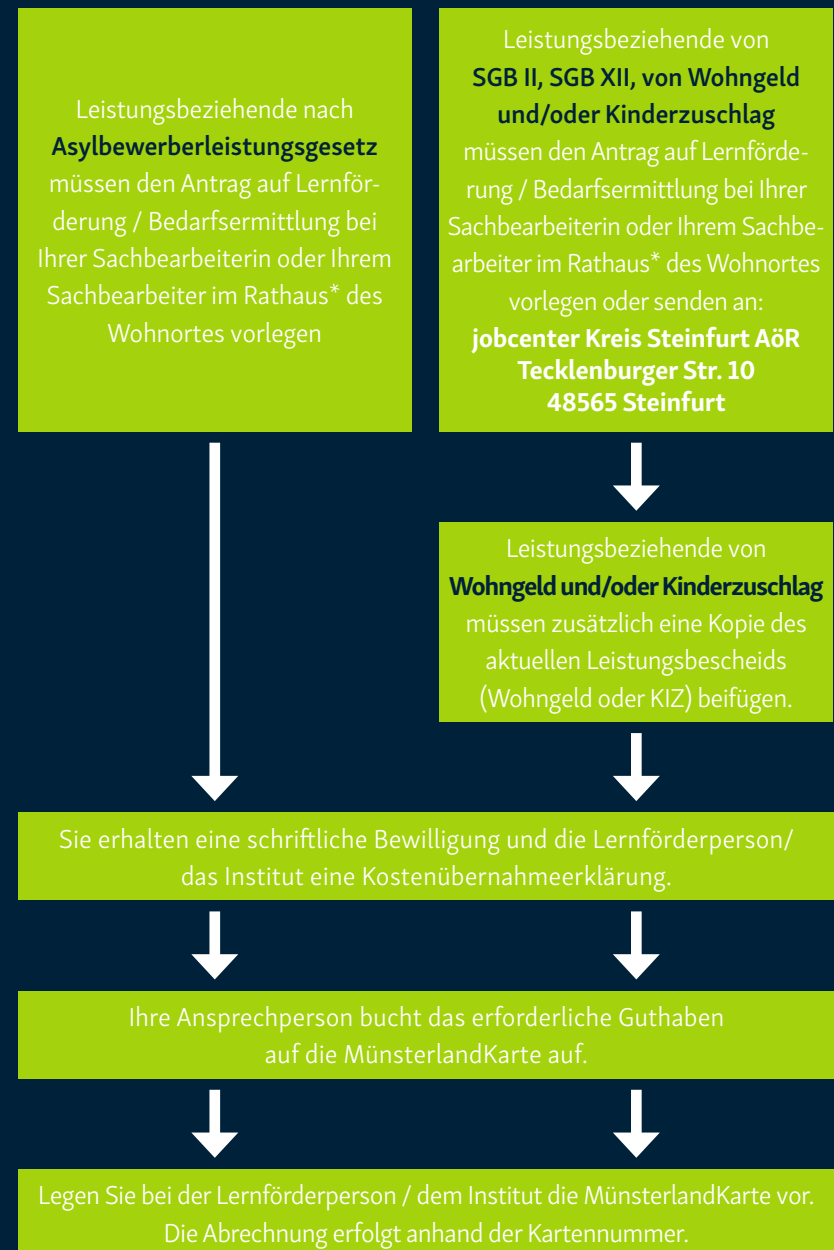 Leistungsbeziehende nach
Asylbewerberleistungsgesetz
müssen den Antrag auf Lernför-
derung / Bedarfsermittlung bei
Ihrer Sachbearbeiterin oder Ihrem
Sachbearbeiter im Rathaus* des
Wohnortes vorlegen
Leistungsbeziehende von
SGB II, SGB XII, von Wohngeld
und/oder Kinderzuschlag
müssen den Antrag auf Lernförde-
rung / Bedarfsermittlung bei Ihrer
Sachbearbeiterin oder Ihrem Sachbe-
arbeiter im Rathaus* des Wohnortes
vorlegen oder senden an:
jobcenter Kreis Steinfurt AöR
Tecklenburger Str. 10
48565 Steinfurt
Leistungsbeziehende von
Wohngeld und/oder Kinderzuschlag
müssen zusätzlich eine Kopie des
aktuellen Leistungsbescheids
(Wohngeld oder KIZ) beifügen.
Sie erhalten eine schriftliche Bewilligung und die Lernförderperson/
das Institut eine Kostenübernahmeerklärung.
Ihre Ansprechperson bucht das erforderliche Guthaben
auf die MünsterlandKarte auf.
Legen Sie bei der Lernförderperson / dem Institut die MünsterlandKarte vor.
Die Abrechnung erfolgt anhand der Kartennummer.